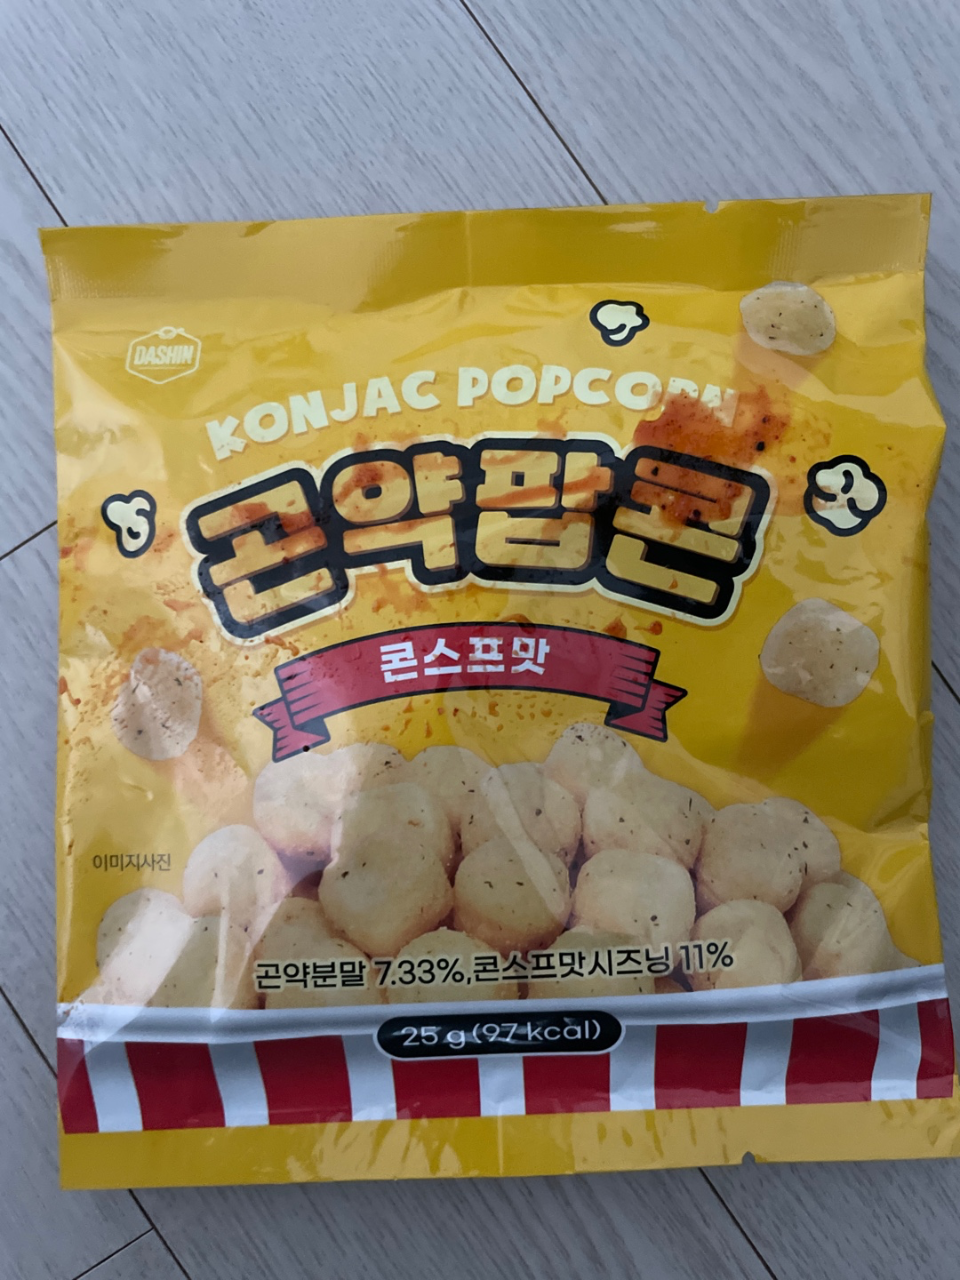 DASHIN
KONJAC POPCORN
곤약팝콘
콘스프맛
이미지사진
곤약분말 7.33%,콘스프맛시즈닝 11%
25 g (97 kcal)